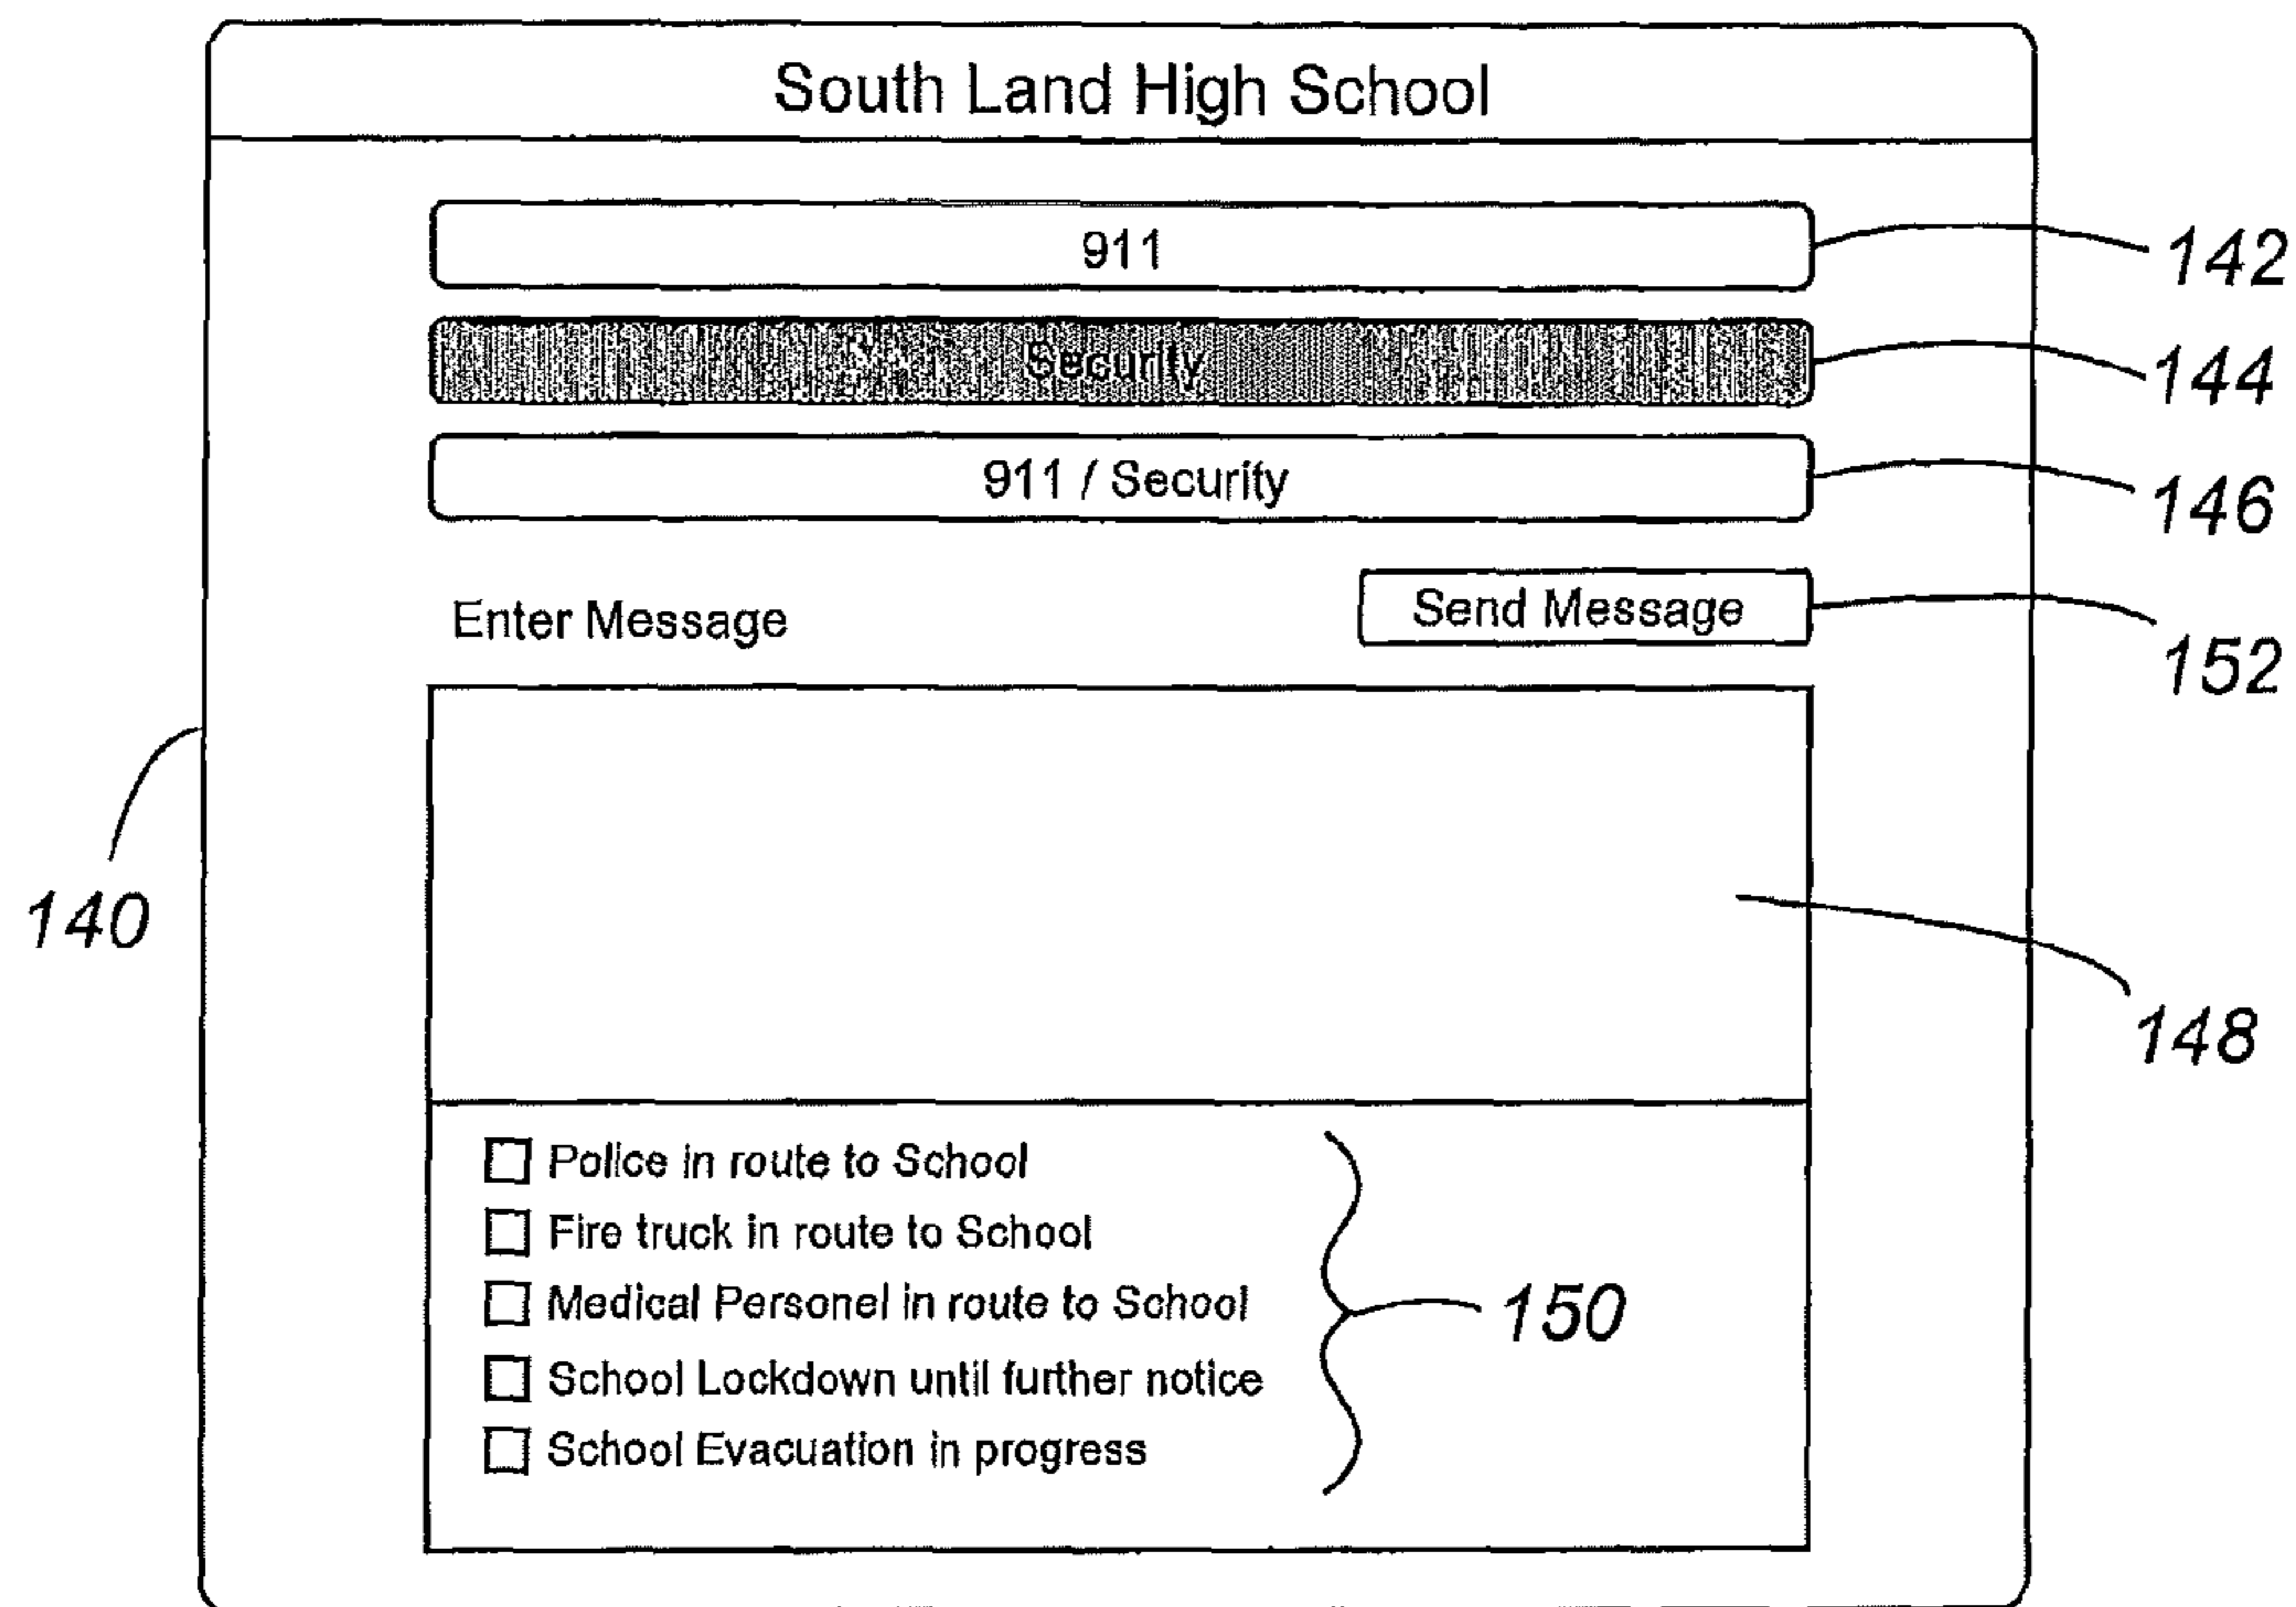 South Land High School
911
142
Security
144
911 / Security
146
Enter Message
Send Message
152
140
148
Police in route to School
Fire truck in route to School
Medical Personel in route to School
School Lockdown until further notice
School Evacuation in progress
150